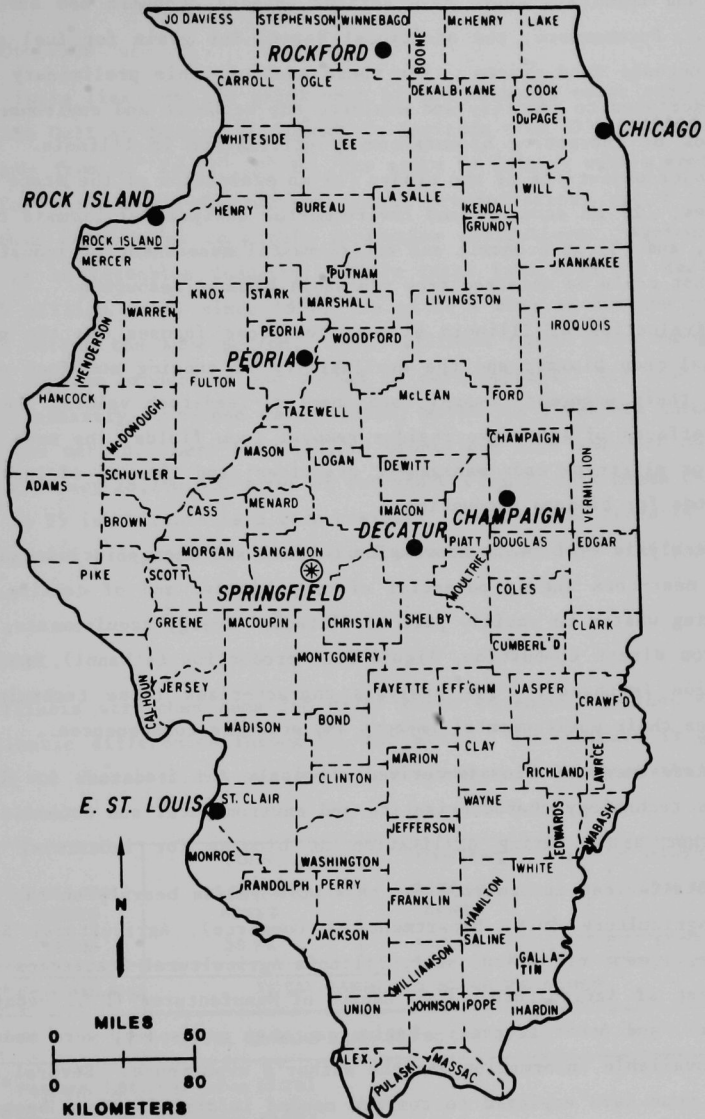 JO DAVIESS STEPHENSON WINNEBAGO BOONE McHENRY LAKE
ROCKFORD
CARROLL OGLE DEKALB KANE COOK
DuPAGE
CHICAGO
WHITESIDE LEE
ROCK ISLAND
HENRY BUREAU LA SALLE KENDALL WILL
GRUNDY
ROCK ISLAND
MERCER
KANKAKEE
PUTNAM
KNOX STARK MARSHALL LIVINGSTON
WARREN
HENDERSON
PEORIA WOODFORD IROQUOIS
PEORIA
FULTON
HANCOCK McDONOUGH TAZEWELL McLEAN FORD
MASON LOGAN DEWITT CHAMPAIGN
VERMILLION
ADAMS SCHUYLER
CASS MENARD MACON
BROWN
CHAMPAIGN
DECATUR
MORGAN SANGAMON PIATT DOUGLAS EDGAR
PIKE SCOTT MOULTRIE COLES
SPRINGFIELD
GREENE MACOUPIN CHRISTIAN SHELBY CLARK
CUMBERL'D
MONTGOMERY
CALHOUN JERSEY FAYETTE EFF'GHM JASPER CRAWF'D
MADISON BOND
MARION CLAY
CLINTON RICHLAND LAWR'CE
E. ST. LOUIS ST. CLAIR
WAYNE EDWARDS WABASH
JEFFERSON
MONROE WASHINGTON WHITE
RANDOLPH PERRY
FRANKLIN HAMILTON
N
JACKSON WILLIAMSON SALINE
GALLA-
TIN
UNION JOHNSON POPE HARDIN
MILES
0 50
ALEX. PULASKI MASSAC
0 80
KILOMETERS